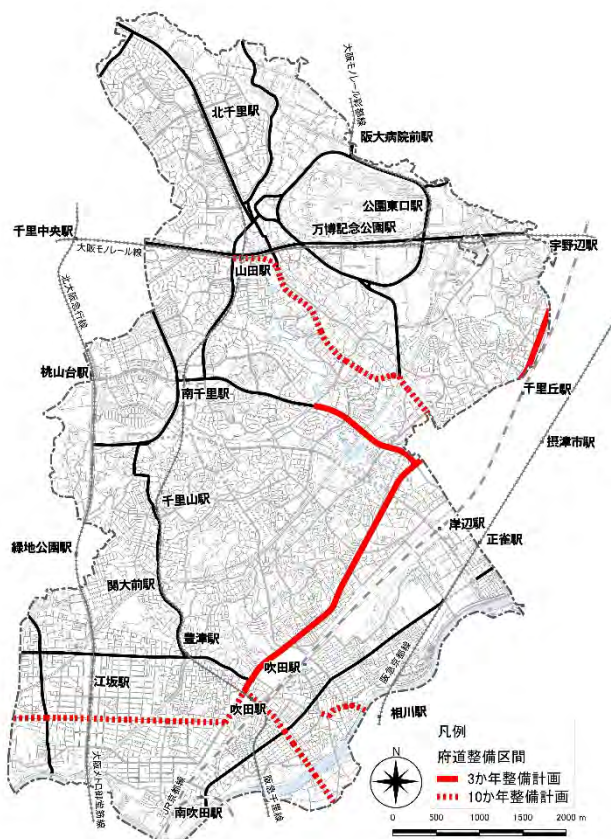 大阪モノレール彩都線
北千里駅
阪大病院前駅
公園東口駅
千里中央駅
万博記念公園駅
宇野辺駅
大阪モノレール線
山田駅
北大阪急行線
桃山台駅
南千里駅
千里丘駅
摂津市駅
千里山駅
岸辺駅
正雀駅
緑地公園駅
関大前駅
豊津駅
吹田駅
阪急京都線
江坂駅
吹田駅
相川駅
大阪メトロ御堂筋線
JR京都線
阪急千里線
南吹田駅
凡例
府道整備区間
3か年整備計画
10か年整備計画
N
0 500 1000 1500 2000 m